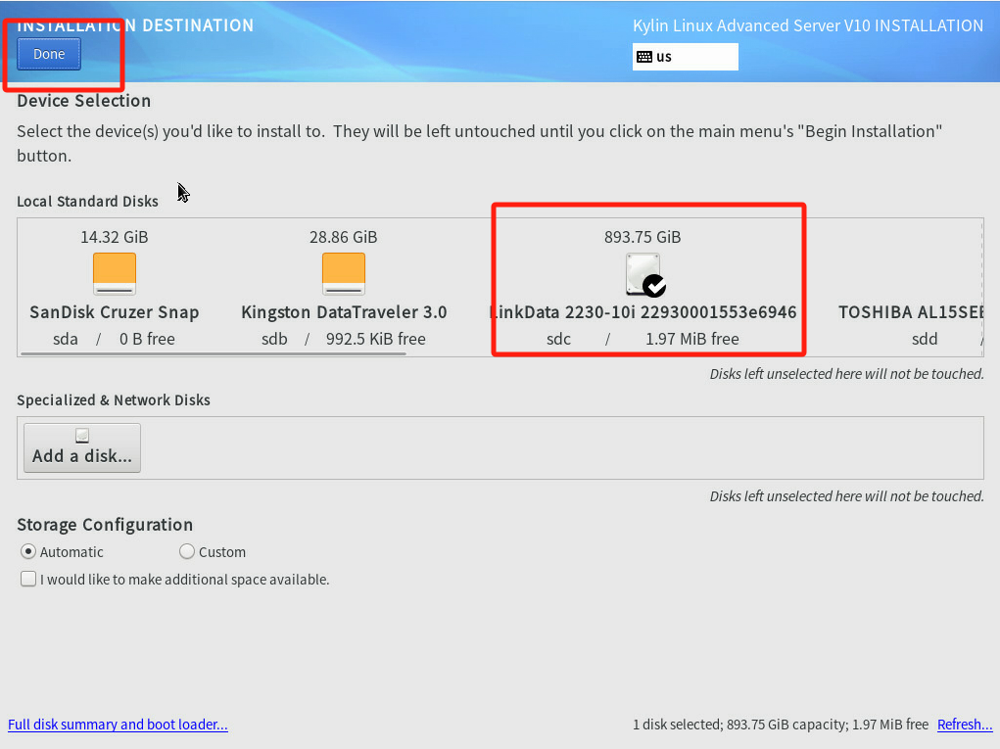 INSTALLATION DESTINATION
Kylin Linux Advanced Server V10 INSTALLATION
Done
us
Device Selection
Select the device(s) you'd like to install to. They will be left untouched until you click on the main menu's "Begin Installation"
button.
Local Standard Disks
14.32 GiB
28.86 GiB
893.75 GiB
SanDisk Cruzer Snap
Kingston DataTraveler 3.0
LinkData 2230-10i 22930001553e6946
TOSHIBA AL15SEE
sda / 0 B free
sdb / 992.5 KiB free
sdc / 1.97 MiB free
sdd /
Disks left unselected here will not be touched.
Specialized & Network Disks
Add a disk...
Disks left unselected here will not be touched.
Storage Configuration
Automatic
Custom
I would like to make additional space available.
Full disk summary and boot loader...
1 disk selected; 893.75 GiB capacity; 1.97 MiB free
Refresh...